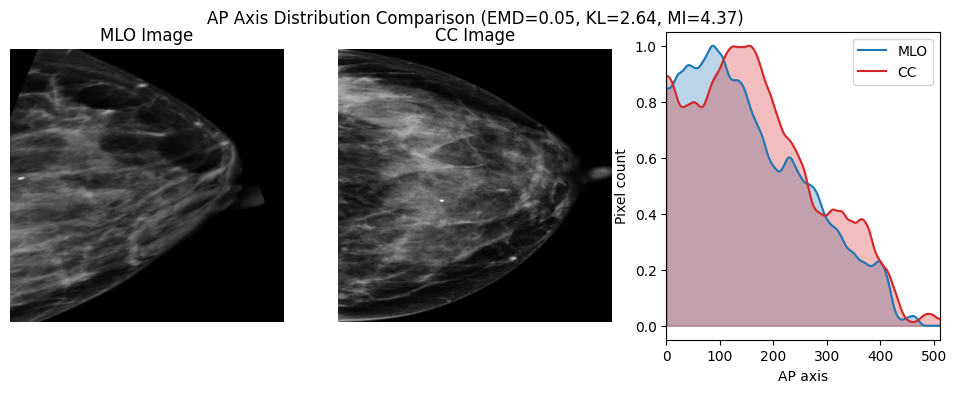 AP Axis Distribution Comparison (EMD=0.05, KL=2.64, MI=4.37)
MLO Image
CC Image
MLO
CC
1.0
0.8
0.6
0.4
0.2
0.0
Pixel count
0 100 200 300 400 500
AP axis